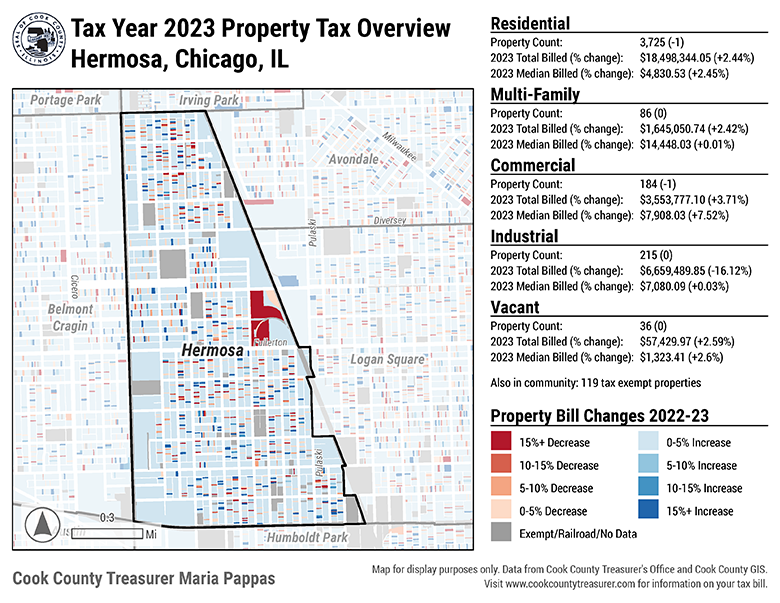 SEAL OF COOK COUNTY
ILLINOIS
Tax Year 2023 Property Tax Overview
Hermosa, Chicago, IL
Portage Park
Irving Park
Milwaukee
Avondale
Diversey
Pulaski
Cicero
Belmont
Cragin
Fullerton
Hermosa
Logan Square
Pulaski
0:3
Mi
Humboldt Park
Residential
Property Count: 3,725 (-1)
2023 Total Billed (% change): $18,498,344.05 (+2.44%)
2023 Median Billed (% change): $4,830.53 (+2.45%)
Multi-Family
Property Count: 86 (0)
2023 Total Billed (% change): $1,645,050.74 (+2.42%)
2023 Median Billed (% change): $14,448.03 (+0.01%)
Commercial
Property Count: 184 (-1)
2023 Total Billed (% change): $3,553,777.10 (+3.71%)
2023 Median Billed (% change): $7,908.03 (+7.52%)
Industrial
Property Count: 215 (0)
2023 Total Billed (% change): $6,659,489.85 (-16.12%)
2023 Median Billed (% change): $7,080.09 (+0.03%)
Vacant
Property Count: 36 (0)
2023 Total Billed (% change): $57,429.97 (+2.59%)
2023 Median Billed (% change): $1,323.41 (+2.6%)
Also in community: 119 tax exempt properties
Property Bill Changes 2022-23
15%+ Decrease
0-5% Increase
10-15% Decrease
5-10% Increase
5-10% Decrease
10-15% Increase
0-5% Decrease
15%+ Increase
Exempt/Railroad/No Data
Cook County Treasurer Maria Pappas
Map for display purposes only. Data from Cook County Treasurer's Office and Cook County GIS.
Visit www.cookcountytreasurer.com for information on your tax bill.